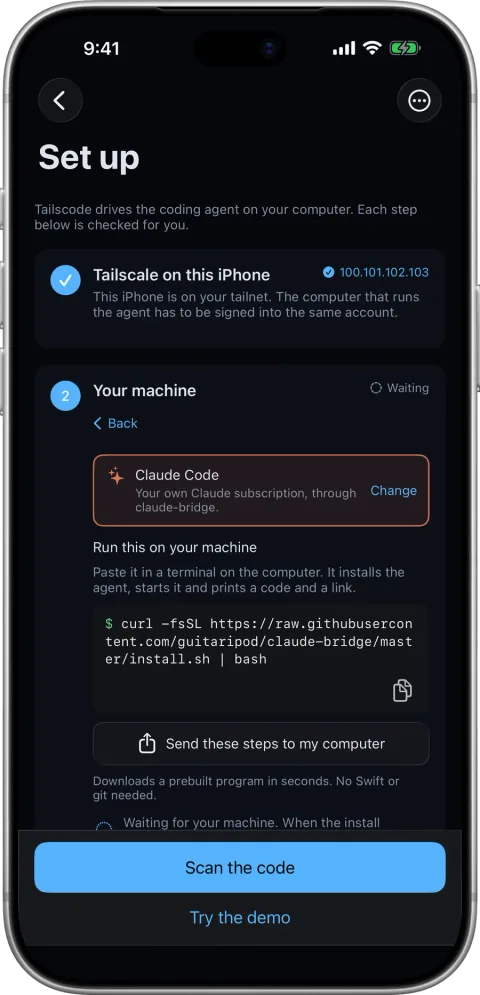 9:41
Set up
Tailscode drives the coding agent on your computer. Each step
below is checked for you.
Tailscale on this iPhone
100.101.102.103
This iPhone is on your tailnet. The computer that runs
the agent has to be signed into the same account.
2
Your machine
Waiting
Back
Claude Code
Your own Claude subscription, through
claude-bridge.
Change
Run this on your machine
Paste it in a terminal on the computer. It installs the
agent, starts it and prints a code and a link.
$ curl -fsSL https://raw.githubusercon
tent.com/guitaripod/claude-bridge/mast
er/install.sh | bash
Send these steps to my computer
Downloads a prebuilt program in seconds. No Swift or
git needed.
Waiting for your machine. When the install
Scan the code
Try the demo